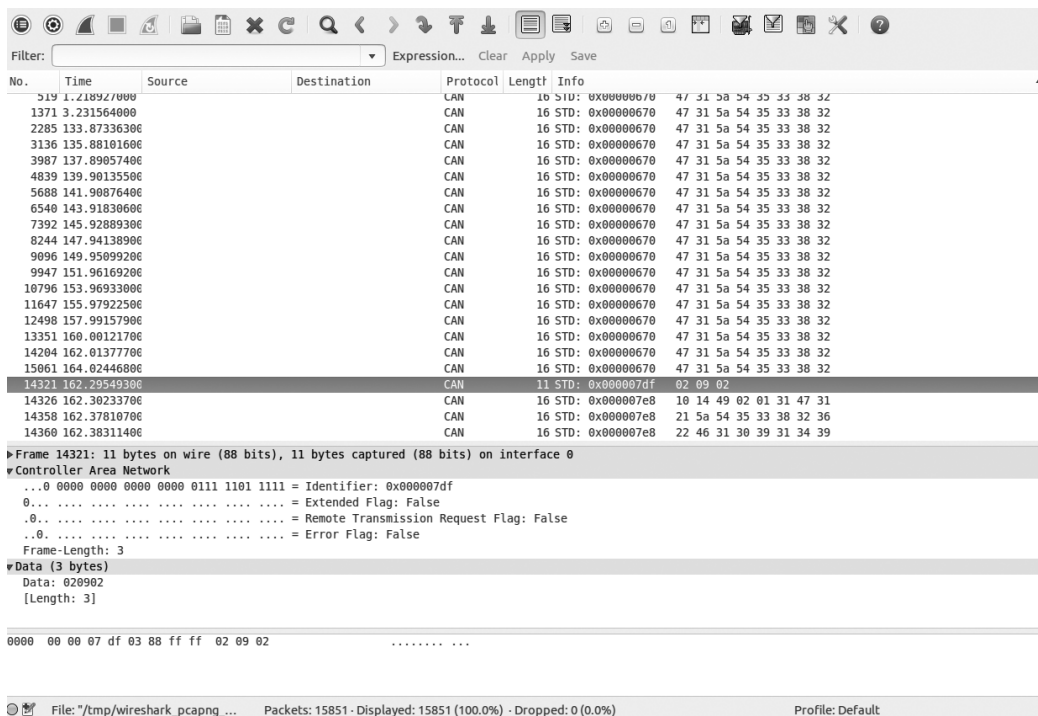 Filter: Expression... Clear Apply Save
No. Time Source Destination Protocol Length Info
519 1.218927000 CAN 16 STD: 0x00000670 47 31 5a 54 35 33 38 32
1371 3.231564000 CAN 16 STD: 0x00000670 47 31 5a 54 35 33 38 32
2285 133.87336300 CAN 16 STD: 0x00000670 47 31 5a 54 35 33 38 32
3136 135.88101600 CAN 16 STD: 0x00000670 47 31 5a 54 35 33 38 32
3987 137.89057400 CAN 16 STD: 0x00000670 47 31 5a 54 35 33 38 32
4839 139.90135500 CAN 16 STD: 0x00000670 47 31 5a 54 35 33 38 32
5688 141.90876400 CAN 16 STD: 0x00000670 47 31 5a 54 35 33 38 32
6540 143.91830600 CAN 16 STD: 0x00000670 47 31 5a 54 35 33 38 32
7392 145.92889300 CAN 16 STD: 0x00000670 47 31 5a 54 35 33 38 32
8244 147.94138900 CAN 16 STD: 0x00000670 47 31 5a 54 35 33 38 32
9096 149.95099200 CAN 16 STD: 0x00000670 47 31 5a 54 35 33 38 32
9947 151.96169200 CAN 16 STD: 0x00000670 47 31 5a 54 35 33 38 32
10796 153.96933000 CAN 16 STD: 0x00000670 47 31 5a 54 35 33 38 32
11647 155.97922500 CAN 16 STD: 0x00000670 47 31 5a 54 35 33 38 32
12498 157.99157900 CAN 16 STD: 0x00000670 47 31 5a 54 35 33 38 32
13351 160.00121700 CAN 16 STD: 0x00000670 47 31 5a 54 35 33 38 32
14204 162.01377700 CAN 16 STD: 0x00000670 47 31 5a 54 35 33 38 32
15061 164.02446800 CAN 16 STD: 0x00000670 47 31 5a 54 35 33 38 32
14321 162.29549300 CAN 11 STD: 0x000007df 02 09 02
14326 162.30233700 CAN 16 STD: 0x000007e8 10 14 49 02 01 31 47 31
14358 162.37810700 CAN 16 STD: 0x000007e8 21 5a 54 35 33 38 32 36
14360 162.38311400 CAN 16 STD: 0x000007e8 22 46 31 30 39 31 34 39
Frame 14321: 11 bytes on wire (88 bits), 11 bytes captured (88 bits) on interface 0
Controller Area Network
...0 0000 0000 0000 0000 0111 1101 1111 = Identifier: 0x000007df
0... .... .... .... .... .... .... .... = Extended Flag: False
.0.. .... .... .... .... .... .... .... = Remote Transmission Request Flag: False
..0. .... .... .... .... .... .... .... = Error Flag: False
Frame-Length: 3
Data (3 bytes)
Data: 020902
[Length: 3]
0000 00 00 07 df 03 88 ff ff 02 09 02 ........ ...
File: "/tmp/wireshark_pcapng_... Packets: 15851 · Displayed: 15851 (100.0%) · Dropped: 0 (0.0%) Profile: Default